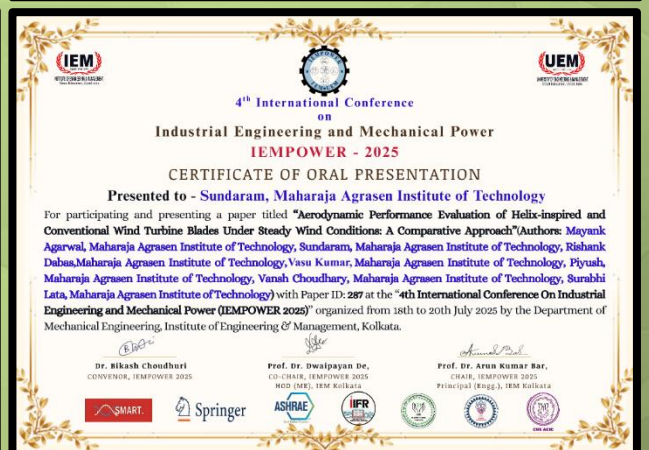 IEM
UEM
IEMPOWER
4th International Conference
on
Industrial Engineering and Mechanical Power
IEMPOWER - 2025
CERTIFICATE OF ORAL PRESENTATION
Presented to - Sundaram, Maharaja Agrasen Institute of Technology
For participating and presenting a paper titled “Aerodynamic Performance Evaluation of Helix-inspired and
Conventional Wind Turbine Blades Under Steady Wind Conditions: A Comparative Approach”(Authors: Mayank
Agarwal, Maharaja Agrasen Institute of Technology, Sundaram, Maharaja Agrasen Institute of Technology, Rishank
Dabas,Maharaja Agrasen Institute of Technology,Vasu Kumar, Maharaja Agrasen Institute of Technology, Piyush,
Maharaja Agrasen Institute of Technology, Vansh Choudhary, Maharaja Agrasen Institute of Technology, Surabhi
Lata, Maharaja Agrasen Institute of Technology) with Paper ID: 287 at the “4th International Conference On Industrial
Engineering and Mechanical Power (IEMPOWER 2025)” organized from 18th to 20th July 2025 by the Department of
Mechanical Engineering, Institute of Engineering & Management, Kolkata.
Dr. Bikash Choudhuri
CONVENOR, IEMPOWER 2025
Prof. Dr. Dwaipayan De,
CO-CHAIR, IEMPOWER 2025
HOD (ME), IEM Kolkata
Prof. Dr. Arun Kumar Bar,
CHAIR, IEMPOWER 2025
Principal (Engg.), IEM Kolkata
SMART.
Springer
ASHRAE
IIFR